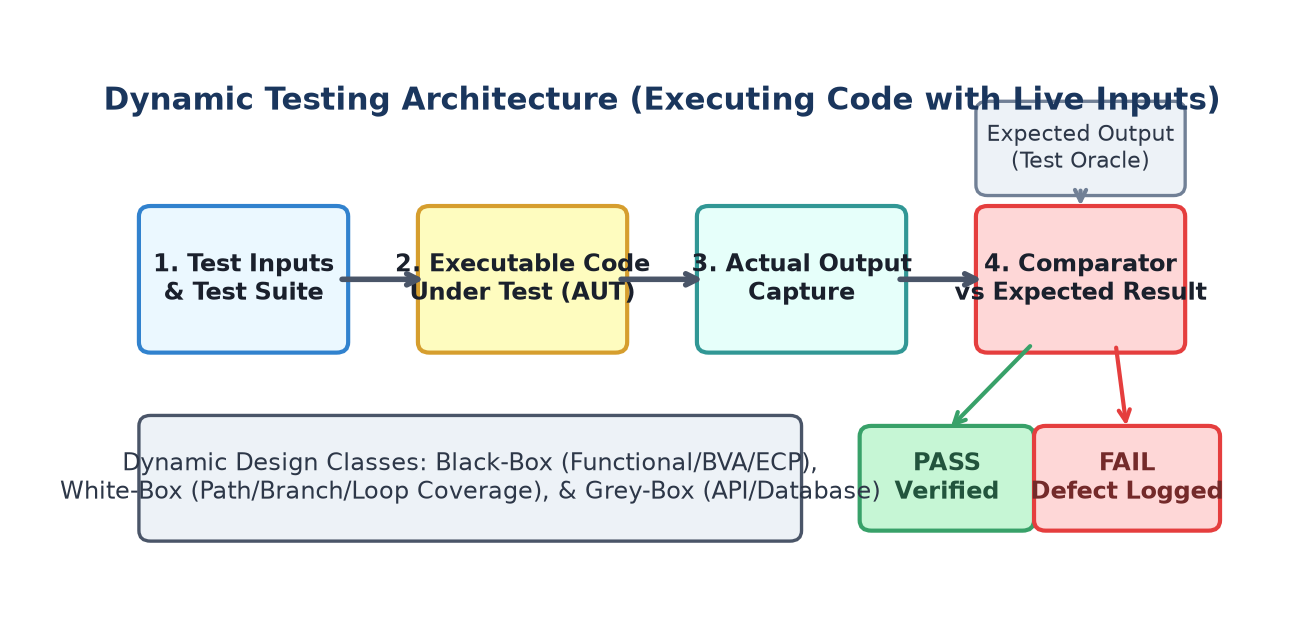 Dynamic Testing Architecture (Executing Code with Live Inputs)
Expected Output
(Test Oracle)
1. Test Inputs
& Test Suite
2. Executable Code
Under Test (AUT)
3. Actual Output
Capture
4. Comparator
vs Expected Result
Dynamic Design Classes: Black-Box (Functional/BVA/ECP),
White-Box (Path/Branch/Loop Coverage), & Grey-Box (API/Database)
PASS
Verified
FAIL
Defect Logged